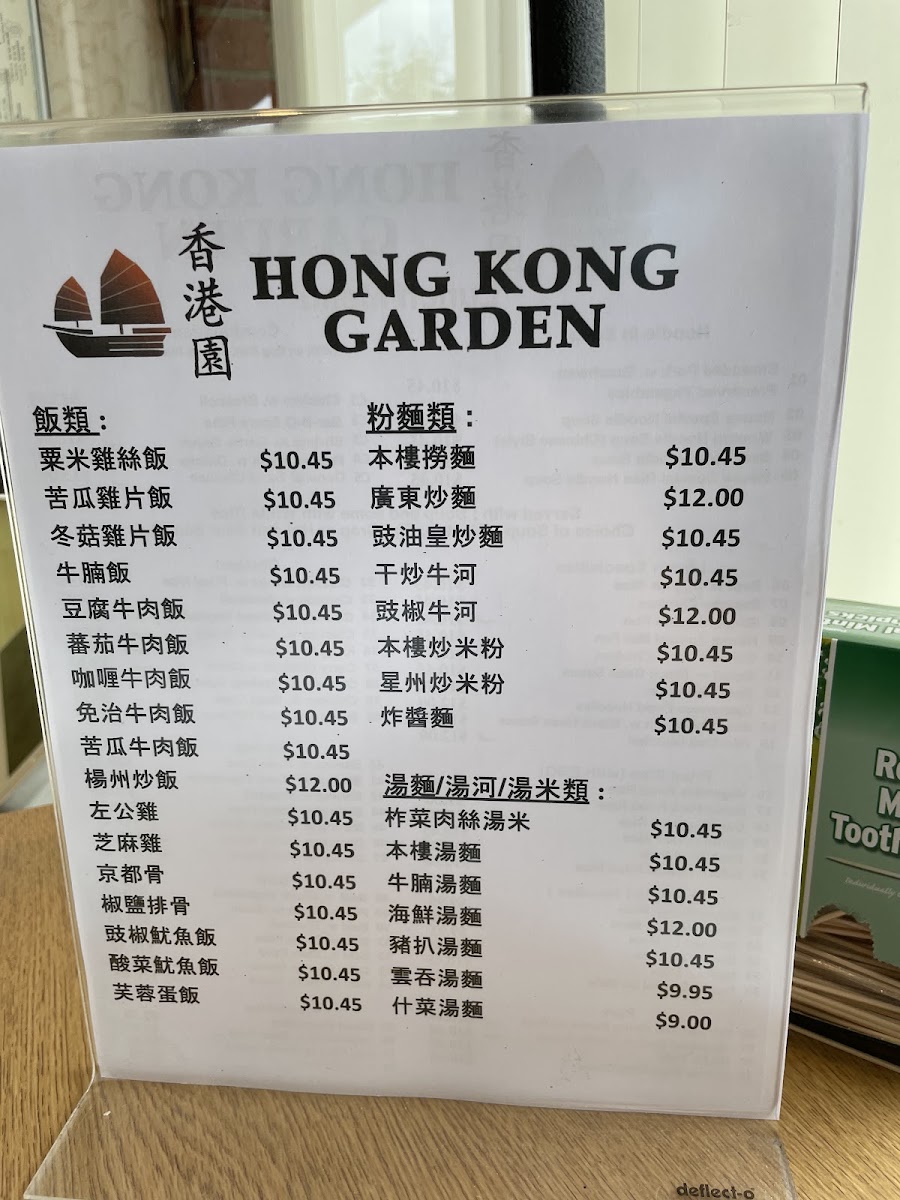 香港園
HONG KONG
GARDEN
飯類：
粟米雞絲飯 $10.45
苦瓜雞片飯 $10.45
冬菇雞片飯 $10.45
牛腩飯 $10.45
豆腐牛肉飯 $10.45
蕃茄牛肉飯 $10.45
咖喱牛肉飯 $10.45
免治牛肉飯 $10.45
苦瓜牛肉飯 $10.45
楊州炒飯 $12.00
左公雞 $10.45
芝麻雞 $10.45
京都骨 $10.45
椒鹽排骨 $10.45
豉椒魷魚飯 $10.45
酸菜魷魚飯 $10.45
芙蓉蛋飯 $10.45
粉麵類：
本樓撈麵 $10.45
廣東炒麵 $12.00
豉油皇炒麵 $10.45
干炒牛河 $10.45
豉椒牛河 $12.00
本樓炒米粉 $10.45
星州炒米粉 $10.45
炸醬麵 $10.45
湯麵/湯河/湯米類：
柞菜肉絲湯米 $10.45
本樓湯麵 $10.45
牛腩湯麵 $10.45
海鮮湯麵 $12.00
豬扒湯麵 $10.45
雲吞湯麵 $9.95
什菜湯麵 $9.00
deflect-o